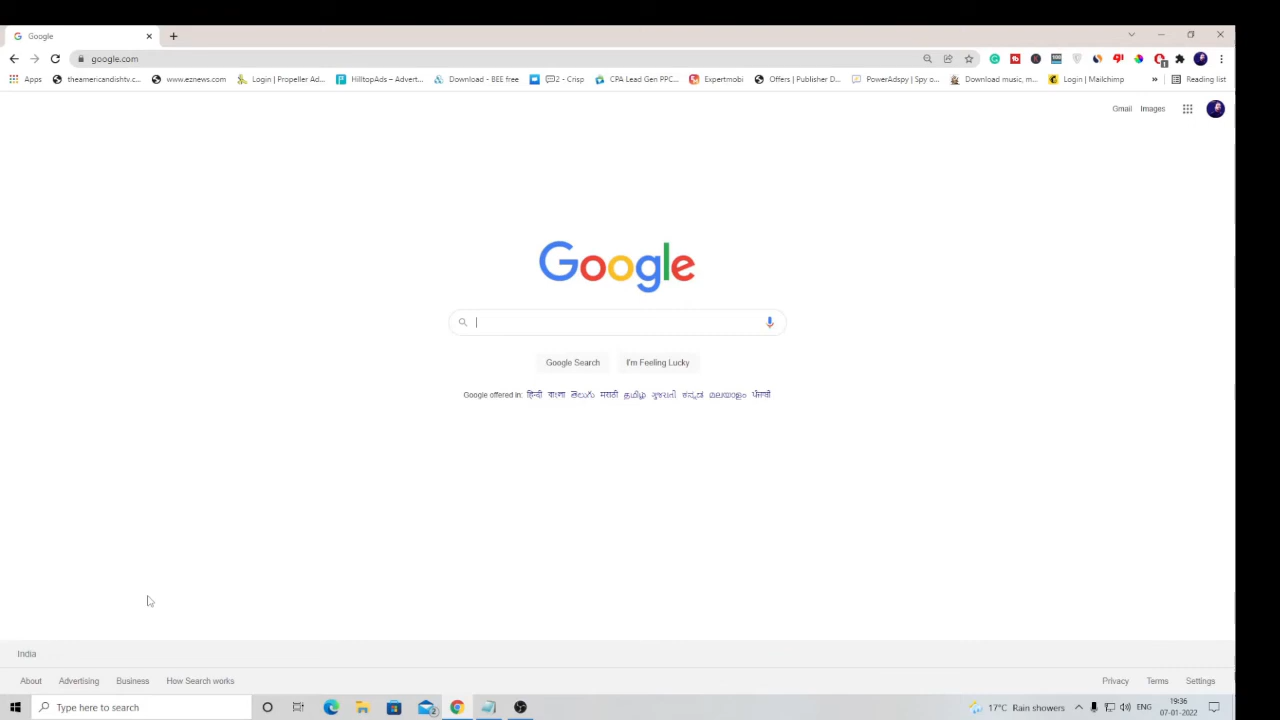 Google
google.com
Apps theamericandishtv.c... www.eznews.com Login | Propeller Ad... HilltopAds – Advert... Download - BEE free 2 - Crisp CPA Lead Gen PPC... Expertmobi Offers | Publisher D... PowerAdspy | Spy o... Download music, m... Login | Mailchimp » Reading list
Gmail Images
Google
Google Search I'm Feeling Lucky
Google offered in: हिन्दी বাংলা తెలుగు मराठी தமிழ் ગુજરાતી ಕನ್ನಡ മലയാളം ਪੰਜਾਬੀ
India
About Advertising Business How Search works Privacy Terms Settings
Type here to search 2 17°C Rain showers ENG 19:36
07-01-2022